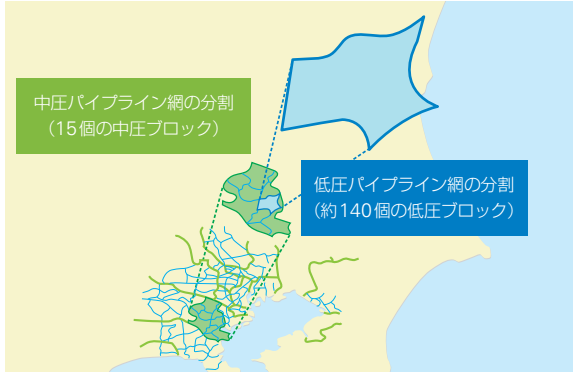 中圧パイプライン網の分割
（15個の中圧ブロック）
低圧パイプライン網の分割
（約140個の低圧ブロック）